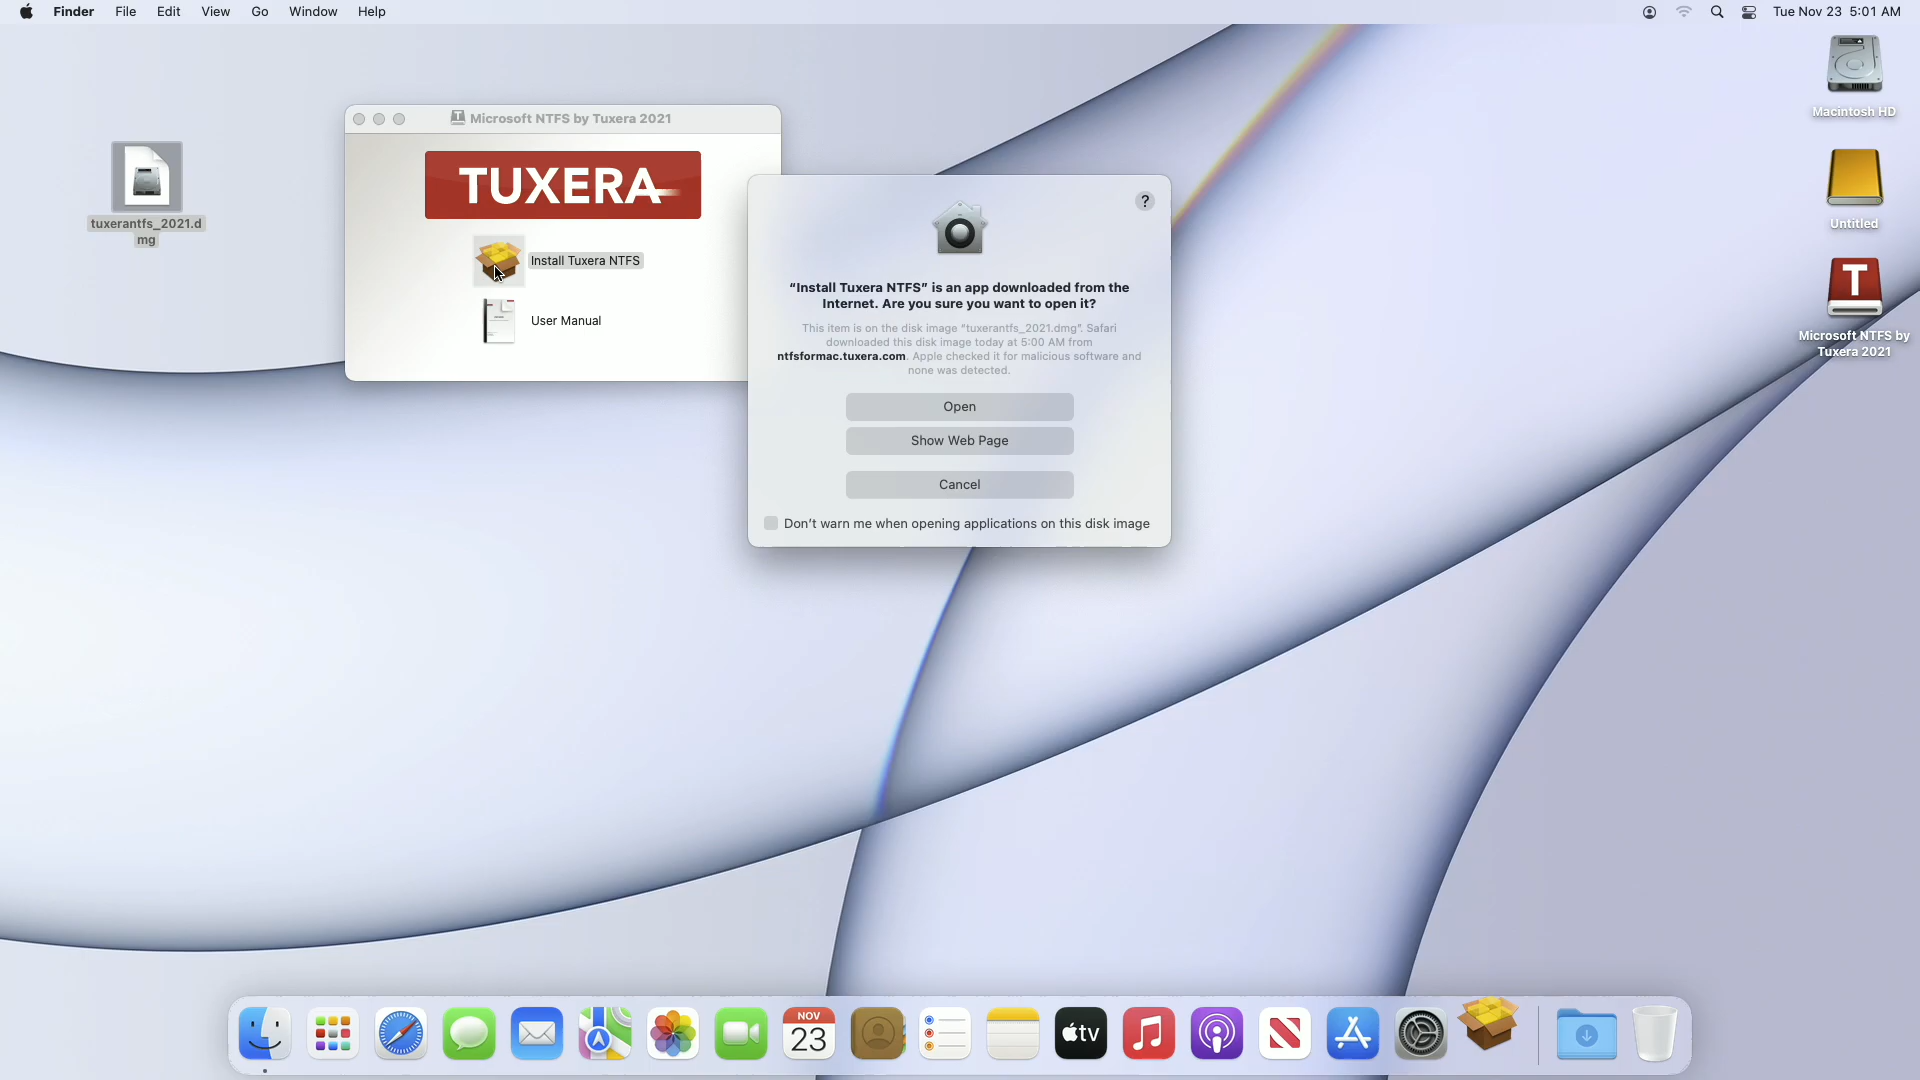 Finder File Edit View Go Window Help
Tue Nov 23 5:01 AM
Macintosh HD
Untitled
T
Microsoft NTFS by
Tuxera 2021
tuxerantfs_2021.d
mg
Microsoft NTFS by Tuxera 2021
TUXERA
Install Tuxera NTFS
User Manual
?
“Install Tuxera NTFS” is an app downloaded from the
Internet. Are you sure you want to open it?
This item is on the disk image “tuxerantfs_2021.dmg”. Safari
downloaded this disk image today at 5:00 AM from
ntfsformac.tuxera.com. Apple checked it for malicious software and
none was detected.
Open
Show Web Page
Cancel
Don’t warn me when opening applications on this disk image
NOV
23
tv